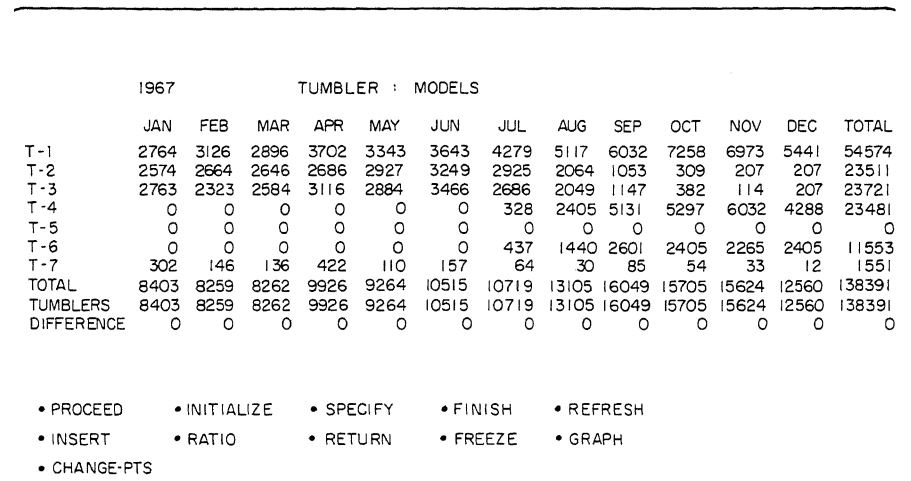 1967 TUMBLER : MODELS
JAN FEB MAR APR MAY JUN JUL AUG SEP OCT NOV DEC TOTAL
T-1 2764 3126 2896 3702 3343 3643 4279 5117 6032 7258 6973 5441 54574
T-2 2574 2664 2646 2686 2927 3249 2925 2064 1053 309 207 207 23511
T-3 2763 2323 2584 3116 2884 3466 2686 2049 1147 382 114 207 23721
T-4 0 0 0 0 0 0 328 2405 5131 5297 6032 4288 23481
T-5 0 0 0 0 0 0 0 0 0 0 0 0 0
T-6 0 0 0 0 0 0 437 1440 2601 2405 2265 2405 11553
T-7 302 146 136 422 110 157 64 30 85 54 33 12 1551
TOTAL 8403 8259 8262 9926 9264 10515 10719 13105 16049 15705 15624 12560 138391
TUMBLERS 8403 8259 8262 9926 9264 10515 10719 13105 16049 15705 15624 12560 138391
DIFFERENCE 0 0 0 0 0 0 0 0 0 0 0 0 0
• PROCEED • INITIALIZE • SPECIFY • FINISH • REFRESH
• INSERT • RATIO • RETURN • FREEZE • GRAPH
• CHANGE-PTS